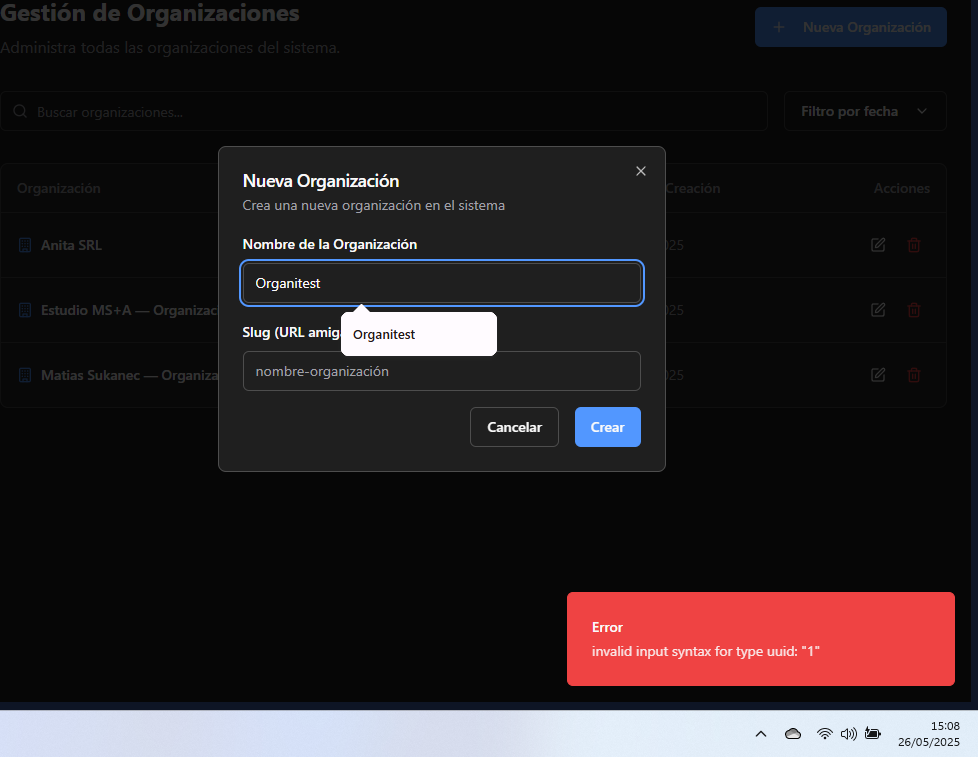 Gestión de Organizaciones
Administra todas las organizaciones del sistema.
+ Nueva Organización
Buscar organizaciones...
Filtro por fecha
Organización
Creación
Acciones
Anita SRL
Estudio MS+A — Organizac
Matias Sukanec — Organiza
Nueva Organización
Crea una nueva organización en el sistema
Nombre de la Organización
Organitest
Slug (URL amig
Organitest
nombre-organización
Cancelar
Crear
Error
invalid input syntax for type uuid: "1"
15:08
26/05/2025